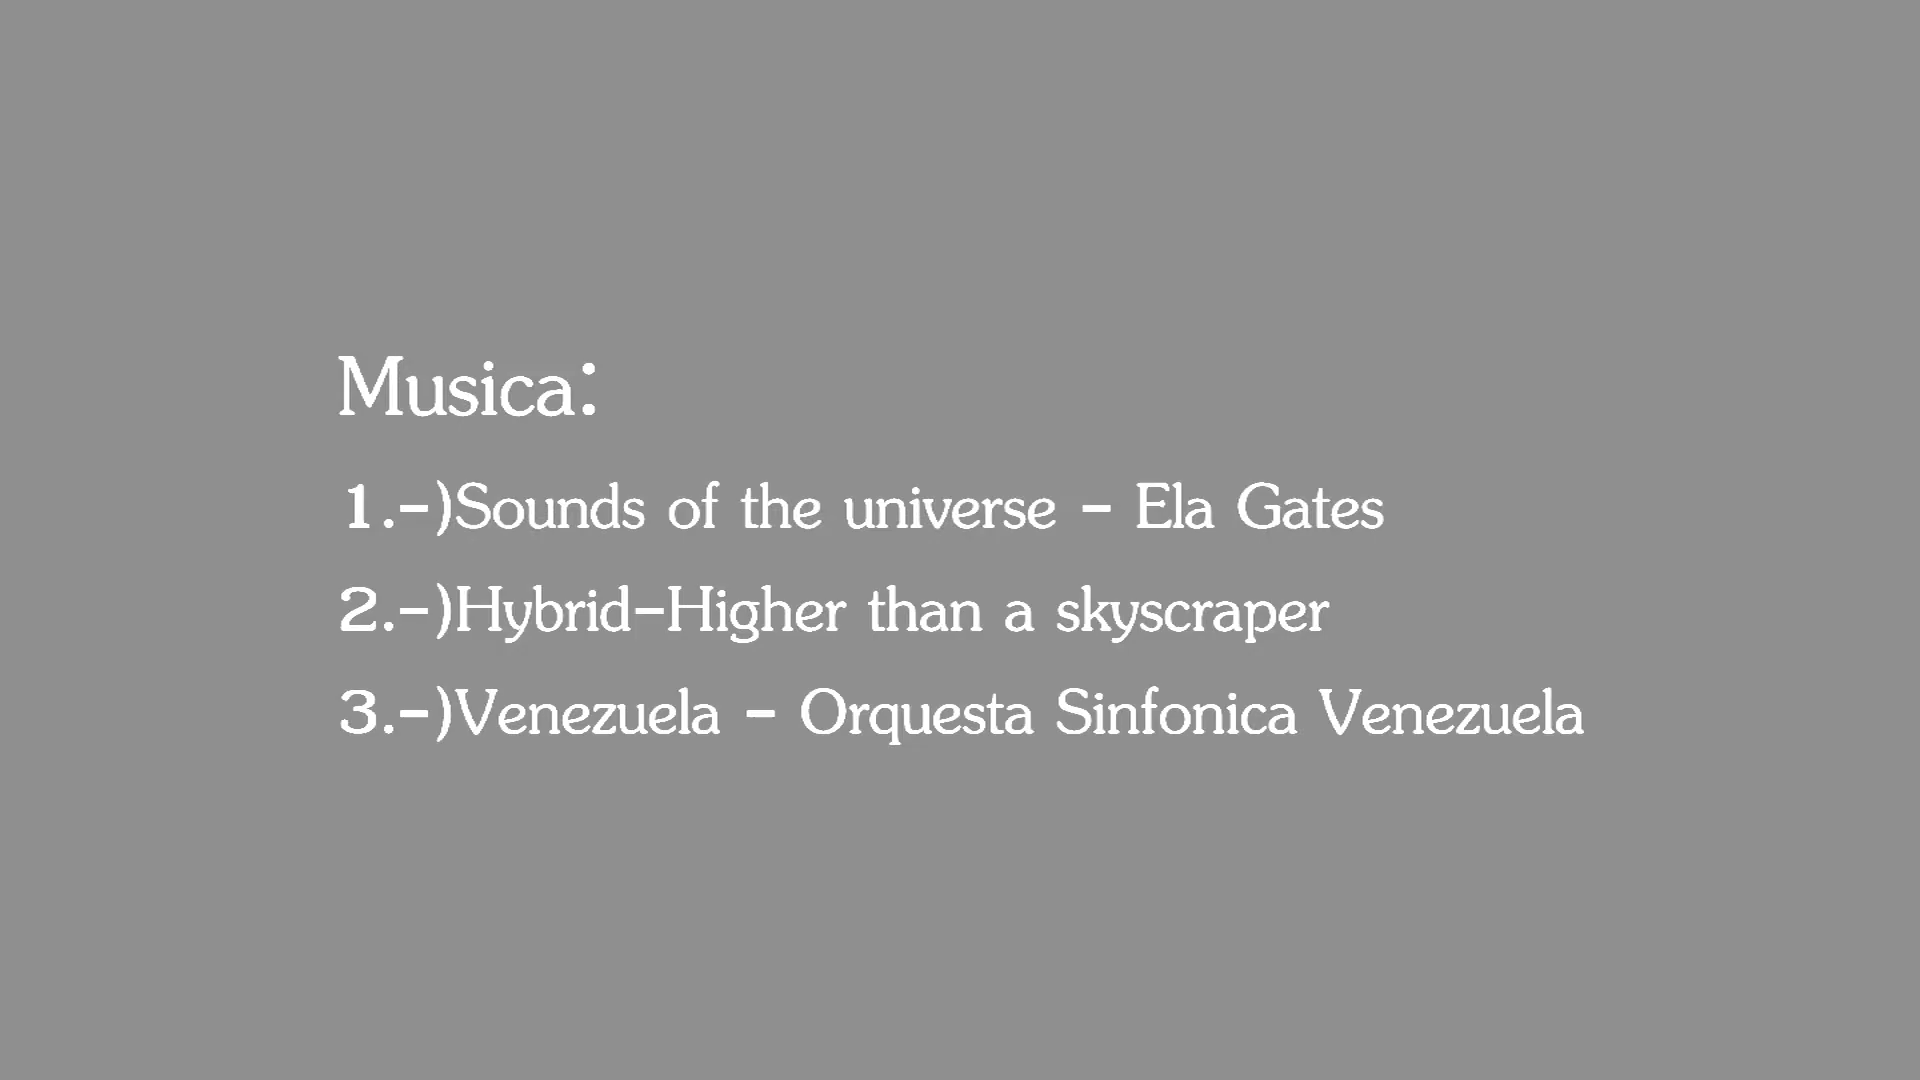 Musica:
1.-)Sounds of the universe - Ela Gates
2.-)Hybrid-Higher than a skyscraper
3.-)Venezuela - Orquesta Sinfonica Venezuela